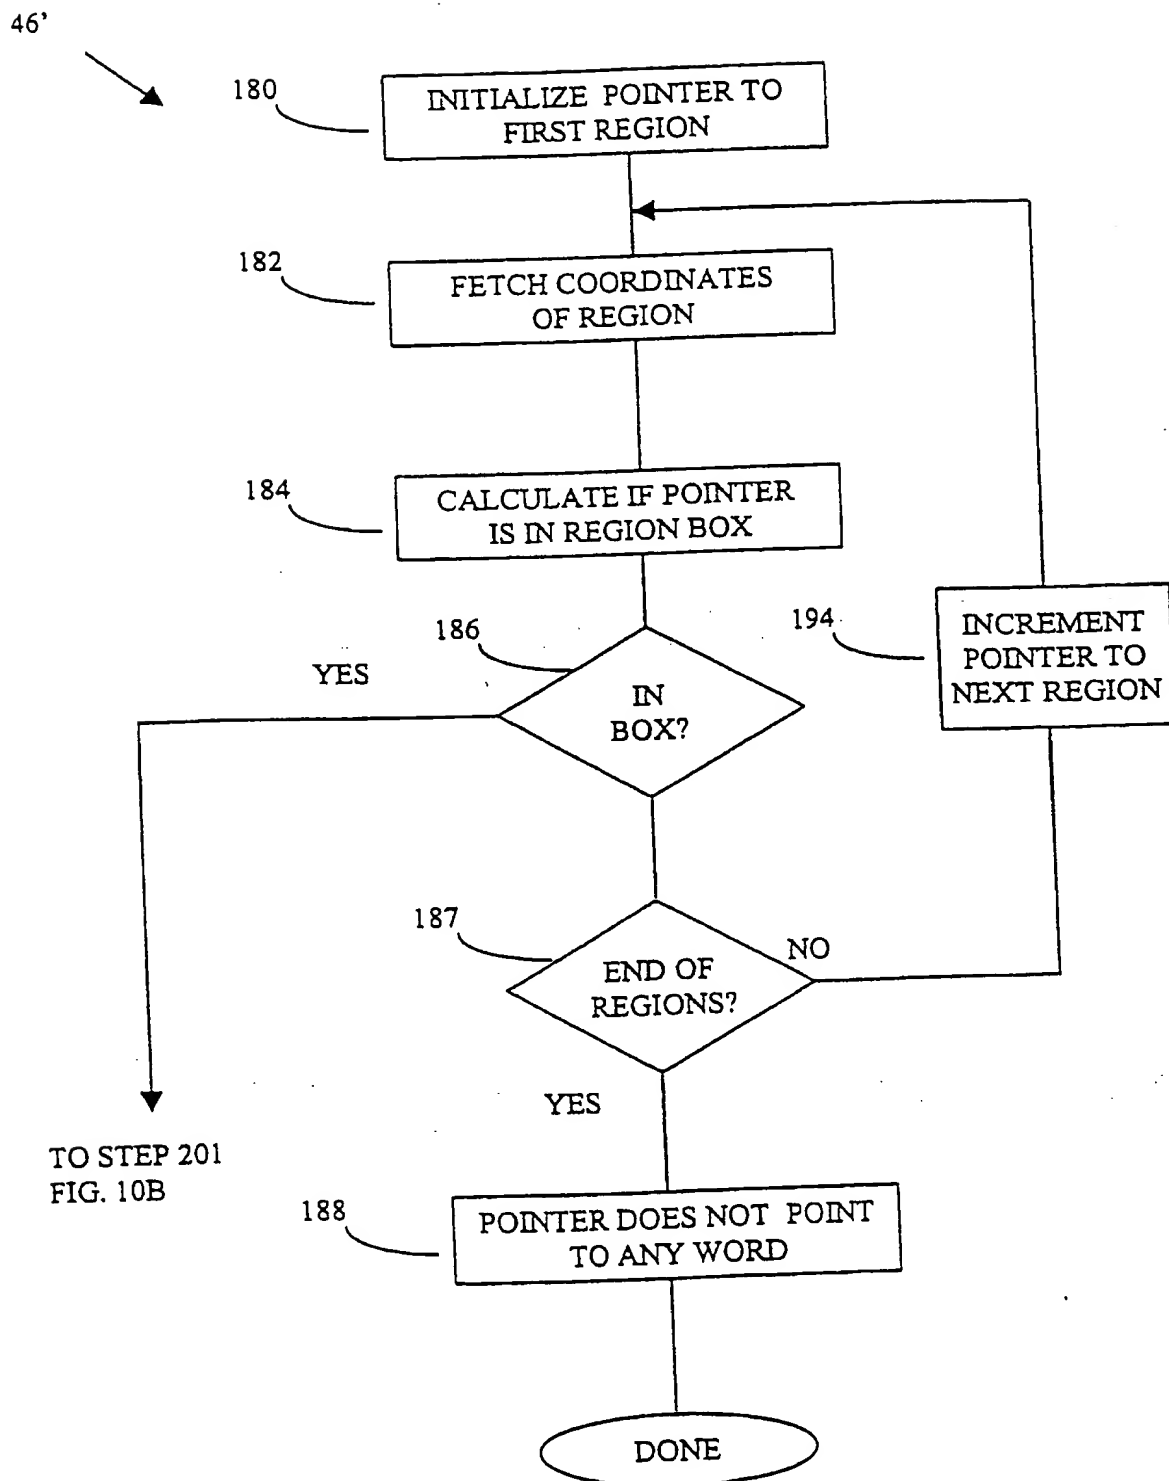 46'
180
INITIALIZE POINTER TO
FIRST REGION
182
FETCH COORDINATES
OF REGION
184
CALCULATE IF POINTER
IS IN REGION BOX
186
YES
IN
BOX?
194
INCREMENT
POINTER TO
NEXT REGION
187
END OF
REGIONS?
NO
YES
TO STEP 201
FIG. 10B
188
POINTER DOES NOT POINT
TO ANY WORD
DONE